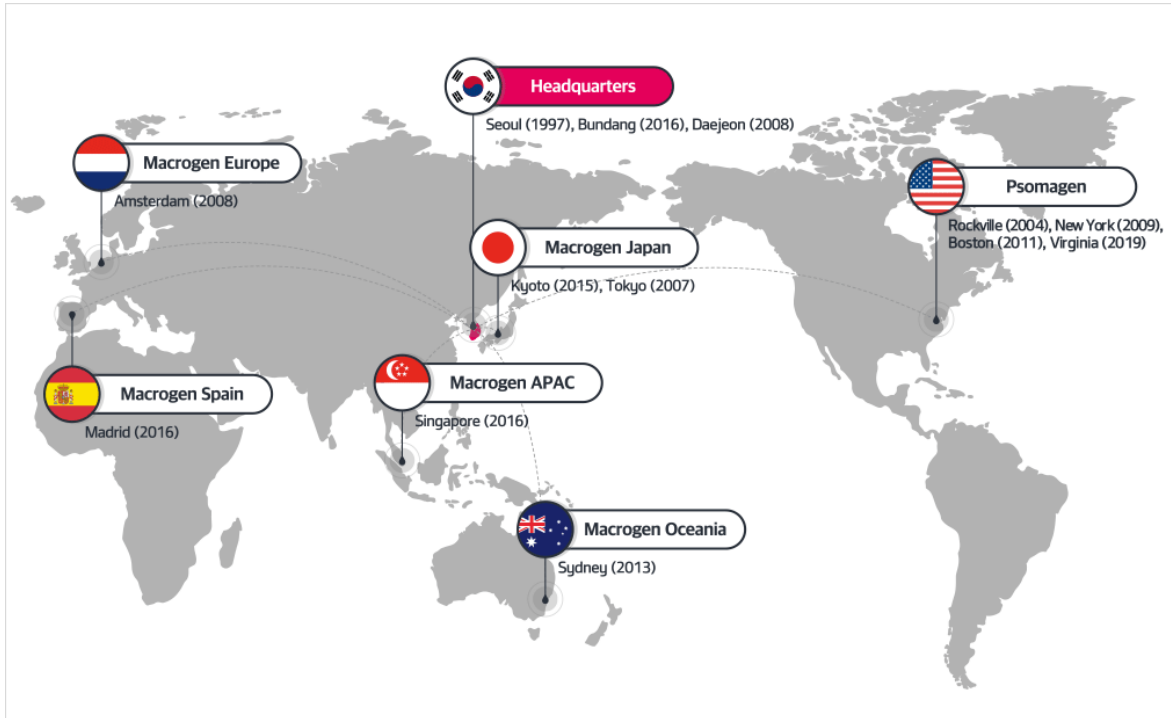 Headquarters
Seoul (1997), Bundang (2016), Daejeon (2008)
Macrogen Europe
Amsterdam (2008)
Psomagen
Rockville (2004), New York (2009),
Boston (2011), Virginia (2019)
Macrogen Japan
Kyoto (2015), Tokyo (2007)
Macrogen Spain
Madrid (2016)
Macrogen APAC
Singapore (2016)
Macrogen Oceania
Sydney (2013)